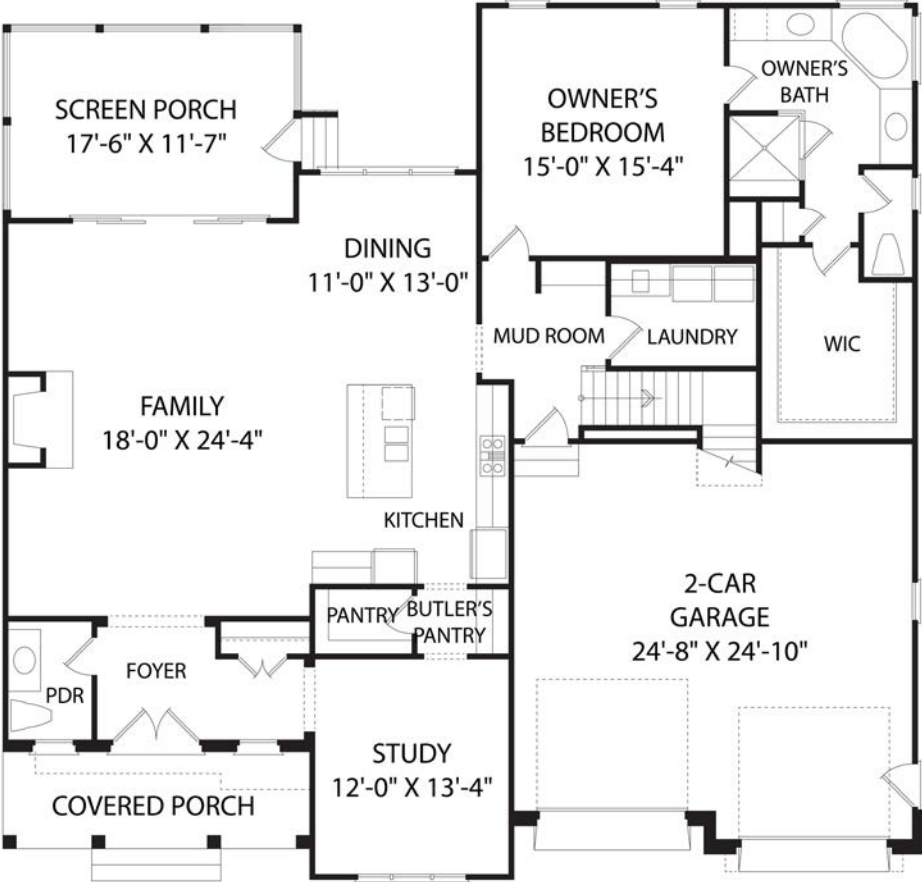 SCREEN PORCH
17'-6" X 11'-7"
OWNER'S
BEDROOM
15'-0" X 15'-4"
OWNER'S
BATH
DINING
11'-0" X 13'-0"
MUD ROOM
LAUNDRY
WIC
FAMILY
18'-0" X 24'-4"
KITCHEN
PANTRY
BUTLER'S
PANTRY
2-CAR
GARAGE
24'-8" X 24'-10"
FOYER
PDR
STUDY
12'-0" X 13'-4"
COVERED PORCH